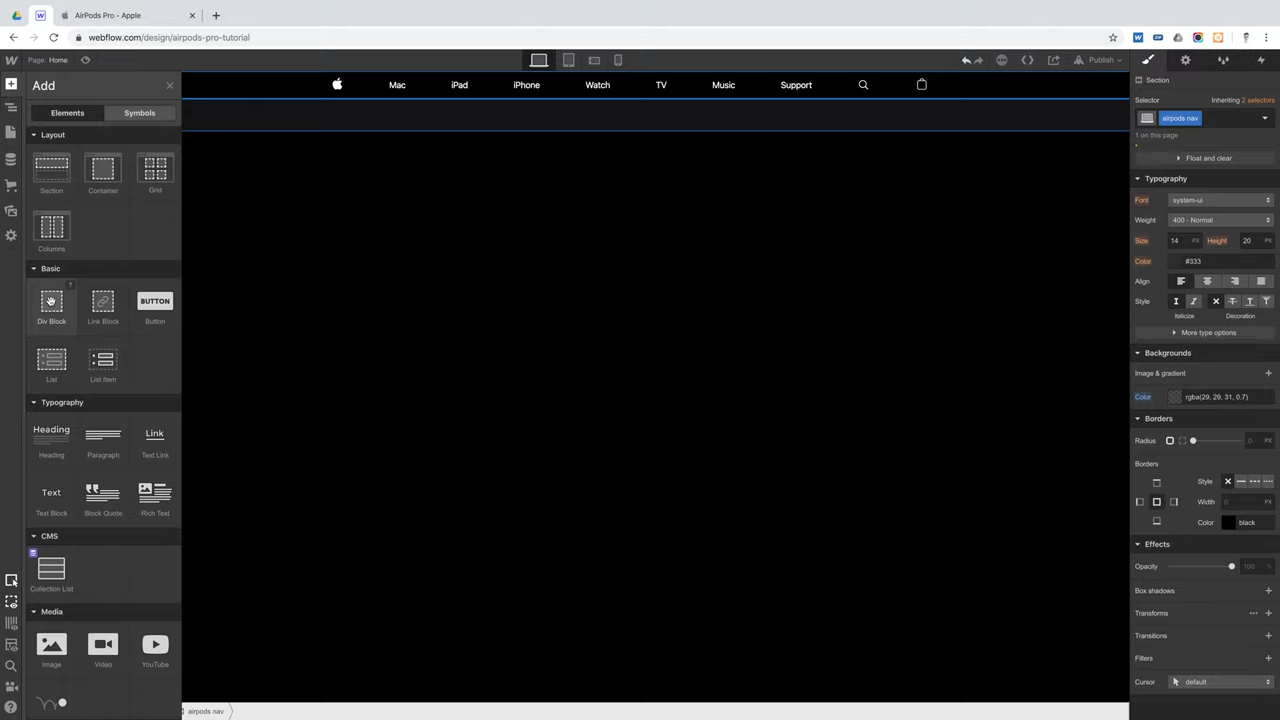 AirPods Pro - Apple
webflow.com/design/airpods-pro-tutorial
Page: Home
Publish
Add
Elements
Symbols
Layout
Section
Container
Grid
Columns
Basic
?
BUTTON
Div Block
Link Block
Button
List
List Item
Typography
Heading
Link
Heading
Paragraph
Text Link
Text
Text Block
Block Quote
Rich Text
CMS
Collection List
Media
Image
Video
YouTube
Mac
iPad
iPhone
Watch
TV
Music
Support
airpods nav
Section
Selector
Inheriting 2 selectors
airpods nav
1 on this page
Float and clear
Typography
Font
system-ui
Weight
400 - Normal
Size
14 PX
Height
20 PX
Color
#333
Align
Style
Italicize
Decoration
More type options
Backgrounds
Image & gradient
Color
rgba(29, 29, 31, 0.7)
Borders
Radius
0 PX
Borders
Style
Width
0 PX
Color
black
Effects
Opacity
100 %
Box shadows
Transforms
Transitions
Filters
Cursor
default